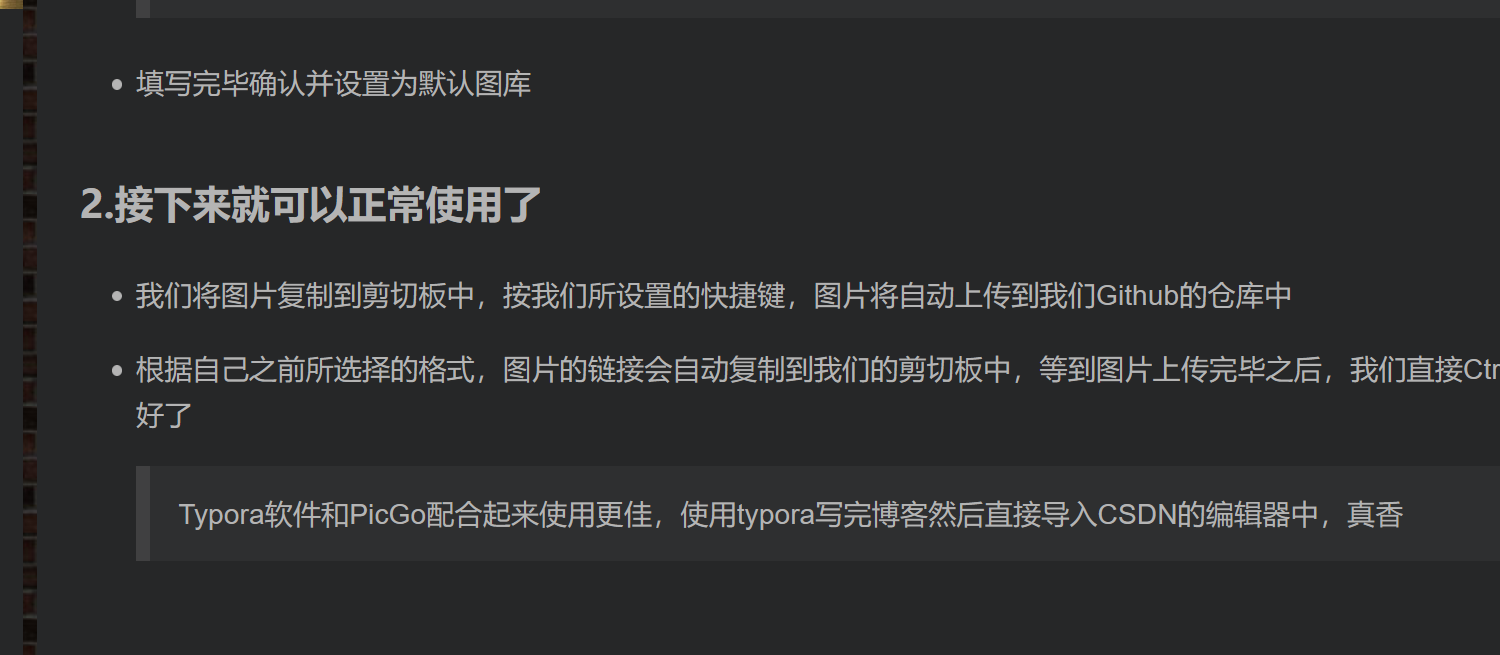 填写完毕确认并设置为默认图库
2.接下来就可以正常使用了
我们将图片复制到剪切板中，按我们所设置的快捷键，图片将自动上传到我们Github的仓库中
根据自己之前所选择的格式，图片的链接会自动复制到我们的剪切板中，等到图片上传完毕之后，我们直接Ctr
好了
Typora软件和PicGo配合起来使用更佳，使用typora写完博客然后直接导入CSDN的编辑器中，真香